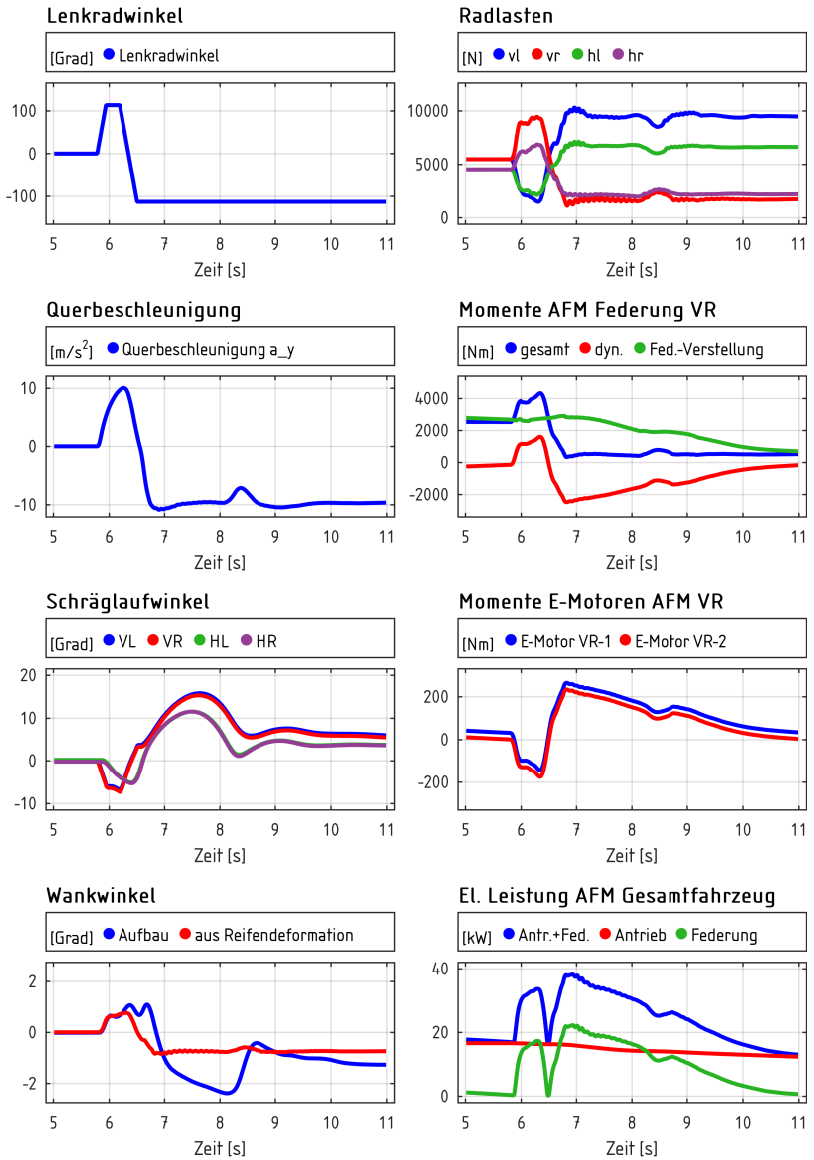 Lenkradwinkel
[Grad] Lenkradwinkel
100
0
-100
5 6 7 8 9 10 11
Zeit [s]
Radlasten
[N] vl vr hl hr
10000
5000
0
5 6 7 8 9 10 11
Zeit [s]
Querbeschleunigung
[m/s²] Querbeschleunigung a_y
10
0
-10
5 6 7 8 9 10 11
Zeit [s]
Momente AFM Federung VR
[Nm] gesamt dyn. Fed.-Verstellung
4000
2000
0
-2000
5 6 7 8 9 10 11
Zeit [s]
Schräglaufwinkel
[Grad] VL VR HL HR
20
10
0
-10
5 6 7 8 9 10 11
Zeit [s]
Momente E-Motoren AFM VR
[Nm] E-Motor VR-1 E-Motor VR-2
200
0
-200
5 6 7 8 9 10 11
Zeit [s]
Wankwinkel
[Grad] Aufbau aus Reifendeformation
2
0
-2
5 6 7 8 9 10 11
Zeit [s]
El. Leistung AFM Gesamtfahrzeug
[kW] Antr.+Fed. Antrieb Federung
40
20
0
5 6 7 8 9 10 11
Zeit [s]